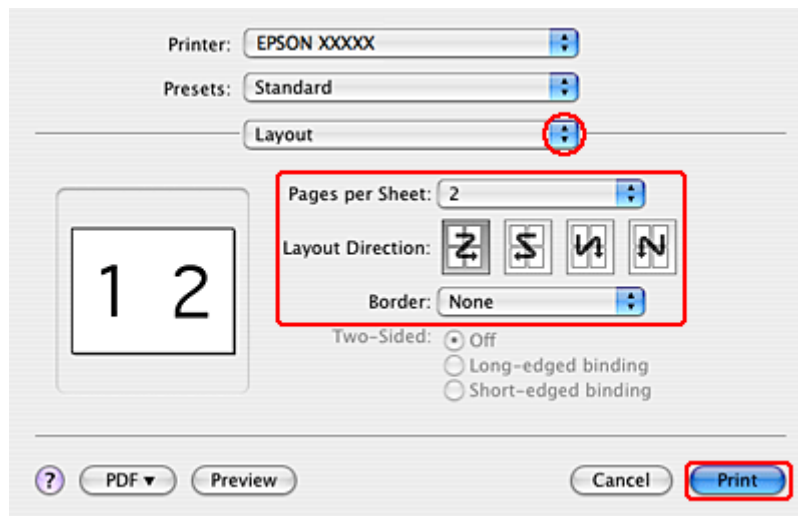 Printer: EPSON XXXXX
Presets: Standard
Layout
Pages per Sheet: 2
Layout Direction:
1 2
Border: None
Two-Sided: Off
Long-edged binding
Short-edged binding
? PDF▼ Preview Cancel Print